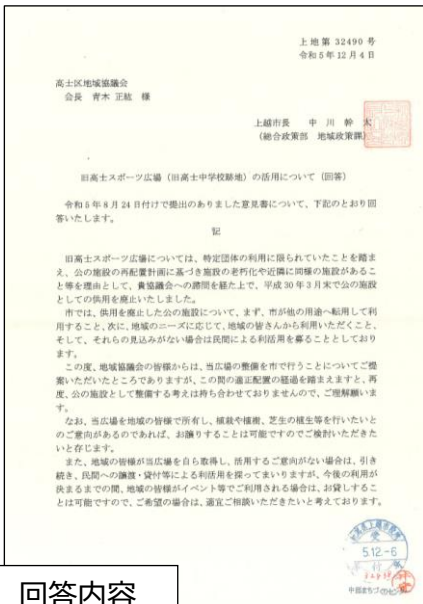 上地第 32490 号
令和5年12月4日
高士区地域協議会
会長 青木 正紘 様
上越市長 中川 幹太
(総合政策部 地域政策課)
旧高士スポーツ広場(旧高士中学校跡地)の活用について(回答)
令和5年8月24日付けで提出のありました意見書について、下記のとおり回
答いたします。
記
旧高士スポーツ広場については、特定団体の利用に限られていたことを踏ま
え、公の施設の再配置計画に基づき施設の老朽化や近隣に同様の施設があるこ
と等を理由として、貴協議会への諮問を経た上で、平成30年3月末で公の施設
としての供用を廃止いたしました。
市では、供用を廃止した公の施設について、まず、市が他の用途へ転用して利
用すること、次に、地域のニーズに応じて、地域の皆さんから利用いただくこと、
そして、それらの見込みがない場合は民間による利活用を募ることとしており
ます。
この度、地域協議会の皆様からは、当広場の整備を市で行うことについてご提
案いただいたところでありますが、この間の適正配置の経過を踏まえますと、再
度、公の施設として整備する考えは持ち合わせておりませんので、ご理解願いま
す。
なお、当広場を地域の皆様で所有し、植栽や植樹、芝生の植生等を行いたいと
のご意向があるのであれば、お譲りすることは可能ですのでご検討いただきた
いと存じます。
また、地域の皆様が当広場を自ら取得し、活用するご意向がない場合は、引き
続き、民間への譲渡・貸付等による利活用を探ってまいりますが、今後の利用が
決まるまでの間、地域の皆様がイベント等でご利用される場合は、お貸しするこ
とは可能ですので、ご希望の場合は、適宜ご相談いただきたいと考えております。
5.12.-6
回答内容